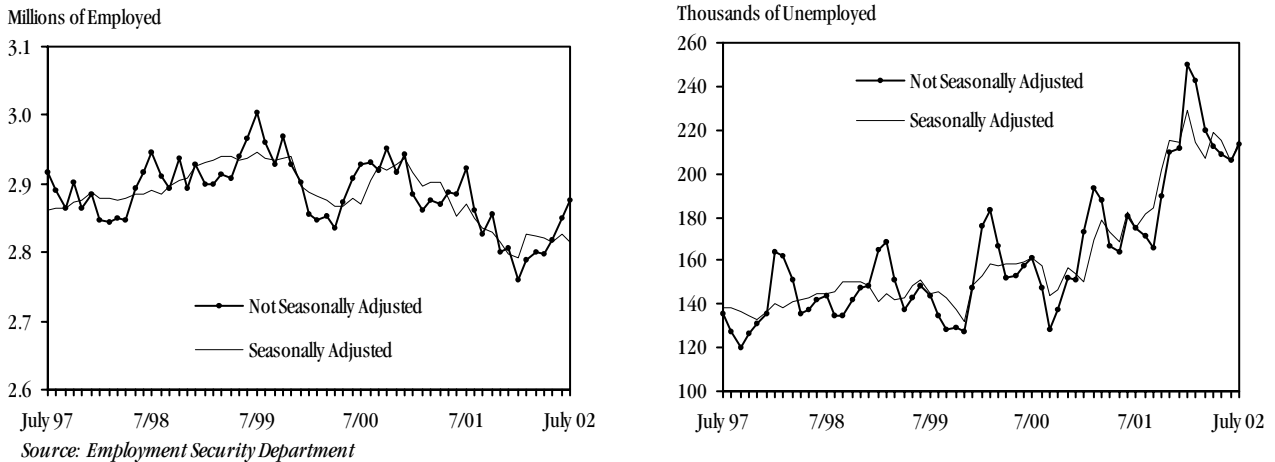 Millions of Employed
3.1
3.0
2.9
2.8
2.7
2.6
Not Seasonally Adjusted
Seasonally Adjusted
July 97 7/98 7/99 7/00 7/01 July 02
Source: Employment Security Department
Thousands of Unemployed
260
240
220
200
180
160
140
120
100
Not Seasonally Adjusted
Seasonally Adjusted
July 97 7/98 7/99 7/00 7/01 July 02